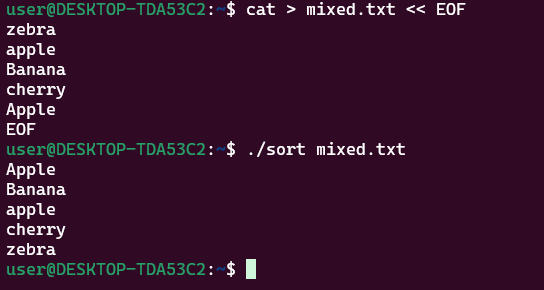 user@DESKTOP-TDA53C2:~$ cat > mixed.txt << EOF
zebra
apple
Banana
cherry
Apple
EOF
user@DESKTOP-TDA53C2:~$ ./sort mixed.txt
Apple
Banana
apple
cherry
zebra
user@DESKTOP-TDA53C2:~$